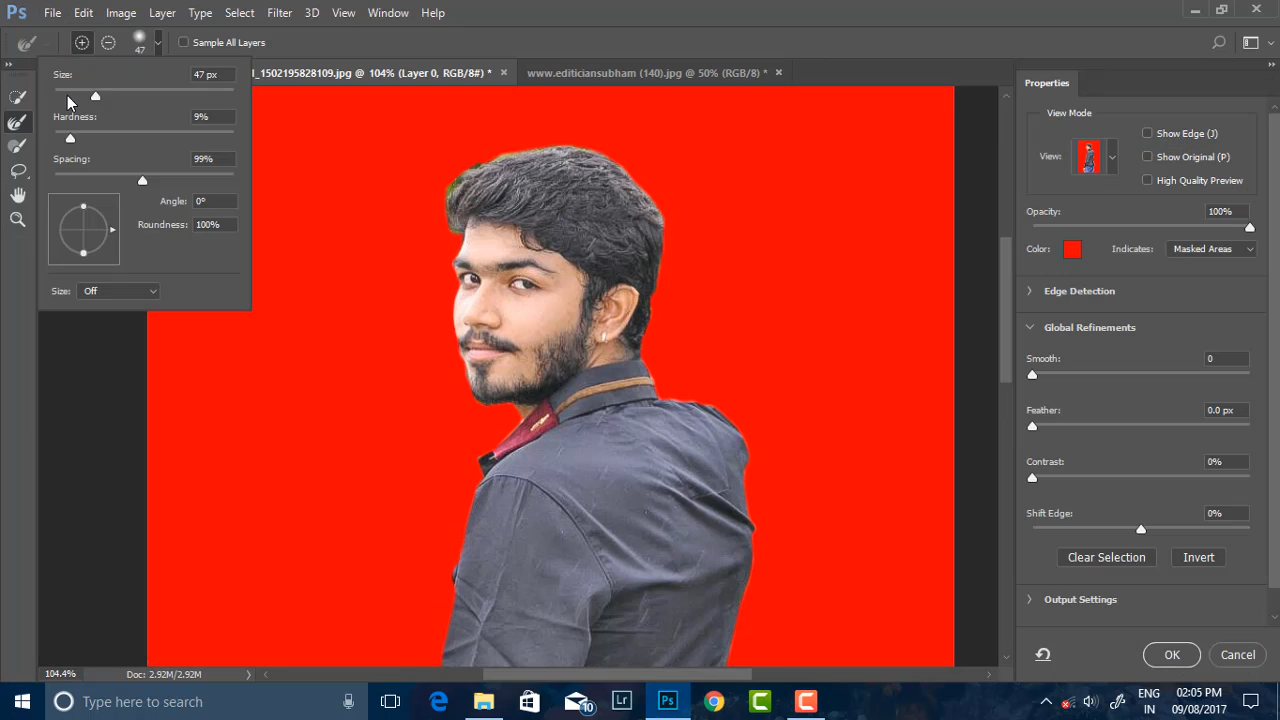 Ps File Edit Image Layer Type Select Filter 3D View Window Help
47 Sample All Layers
Size: 47 px
Hardness: 9%
Spacing: 99%
Angle: 0°
Roundness: 100%
Size: Off
l_1502195828109.jpg @ 104% (Layer 0, RGB/8#) * × www.editiciansubham (140).jpg @ 50% (RGB/8) * ×
Properties
View Mode
View:
Show Edge (J)
Show Original (P)
High Quality Preview
Opacity: 100%
Color: Indicates: Masked Areas
Edge Detection
Global Refinements
Smooth: 0
Feather: 0.0 px
Contrast: 0%
Shift Edge: 0%
Clear Selection Invert
Output Settings
OK Cancel
104.4% Doc: 2.92M/2.92M
Type here to search
10
Lr
Ps
C
C
ENG
IN
02:05 PM
09/08/2017